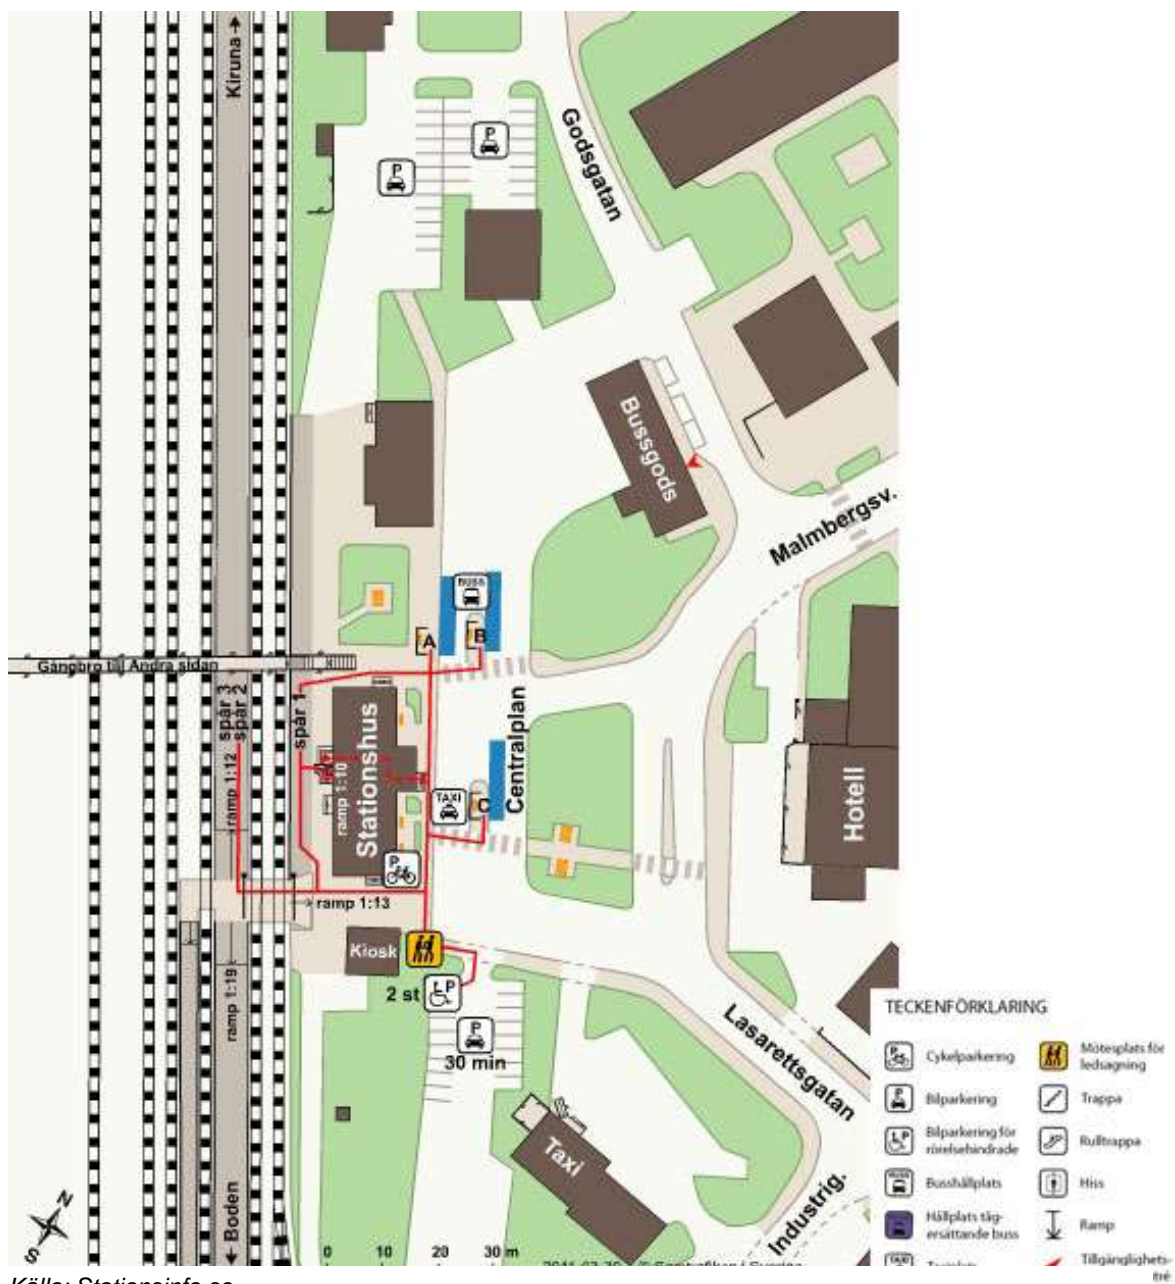 Kiruna
Godsgatan
P
P
Bussgods
Malmbergsv.
BUSS
A
B
Gångbro till Andra sidan
spår 3
spår 2
spår 1
ramp 1:12
ramp 1:10
Stationshus
Centralplan
TAXI
C
Hotell
P
ramp 1:13
Kiosk
2 st
P
ramp 1:19
P
30 min
Lasarettsgatan
Taxi
Industrig.
N
S
Boden
0 10 20 30 m
TECKENFÖRKLARING
Cykelparkering
Bilparkering
Bilparkering för
rörelsehindrade
Busshållplats
Hållplats tåg-
ersättande buss
Mötesplats för
ledsagning
Trappa
Rulltrappa
Hiss
Ramp
Tillgänglighets-